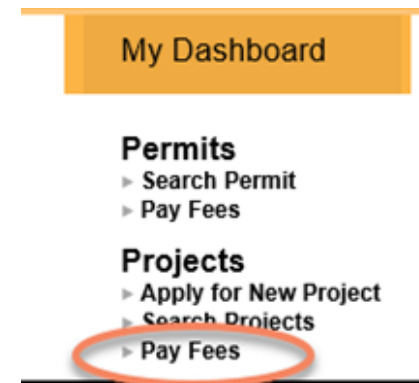 My Dashboard
Permits
Search Permit
Pay Fees
Projects
Apply for New Project
Search Projects
Pay Fees